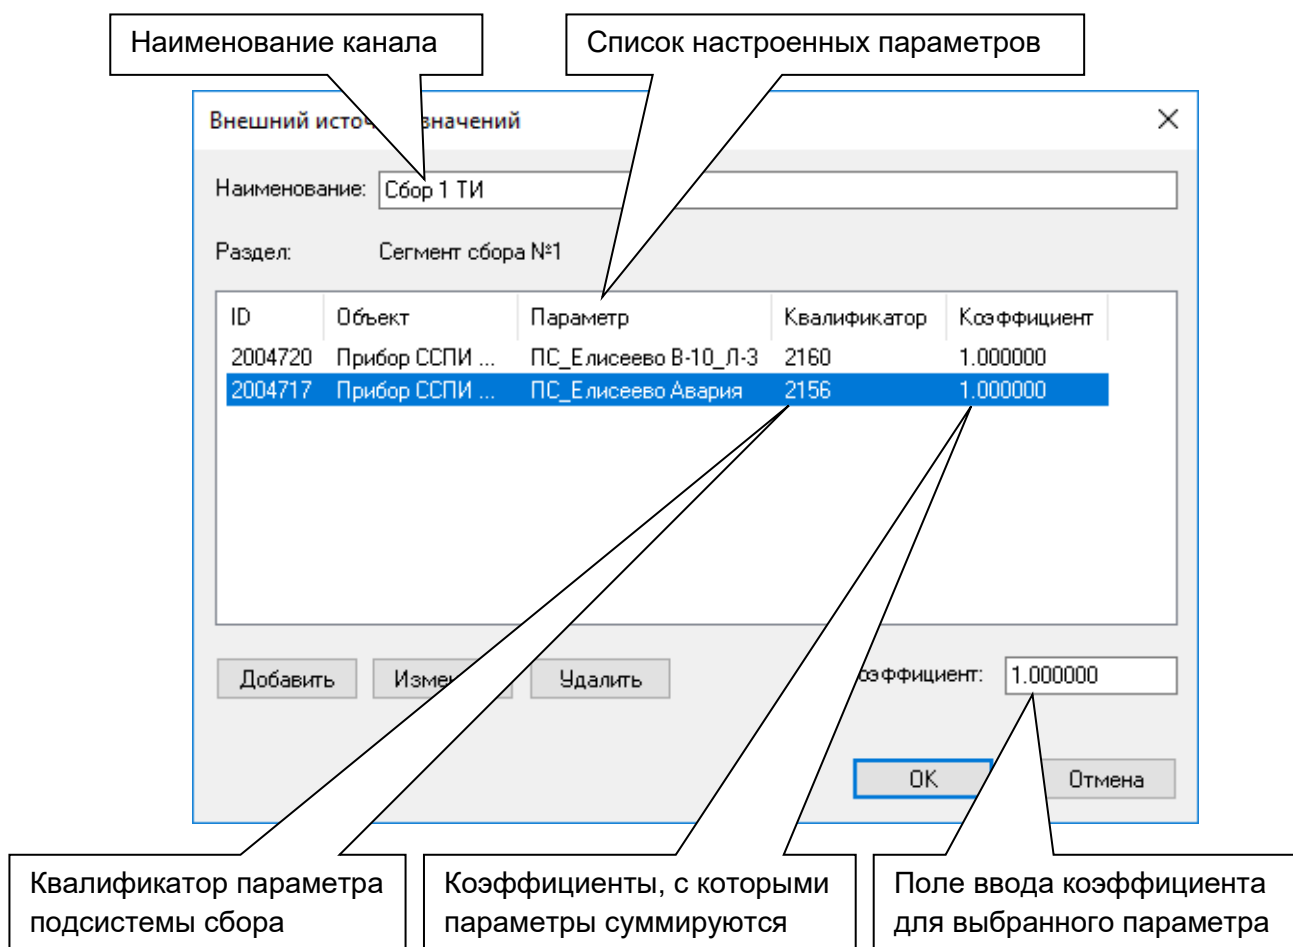 Наименование канала
Список настроенных параметров
Внешний источ значений
Наименование: Сбор 1 ТИ
Раздел: Сегмент сбора №1
ID Объект Параметр Квалификатор Коэффициент
2004720 Прибор ССПИ ... ПС_Елисеево В-10_Л-3 2160 1.000000
2004717 Прибор ССПИ ... ПС_Елисеево Авария 2156 1.000000
Добавить Измен Удалить оэффициент: 1.000000
OK Отмена
Квалификатор параметра
подсистемы сбора
Коэффициенты, с которыми
параметры суммируются
Поле ввода коэффициента
для выбранного параметра